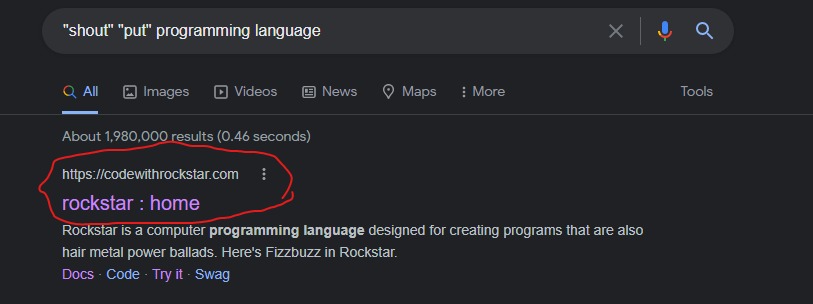 "shout" "put" programming language
All Images Videos News Maps More Tools
About 1,980,000 results (0.46 seconds)
https://codewithrockstar.com
rockstar : home
Rockstar is a computer programming language designed for creating programs that are also
hair metal power ballads. Here's Fizzbuzz in Rockstar.
Docs · Code · Try it · Swag